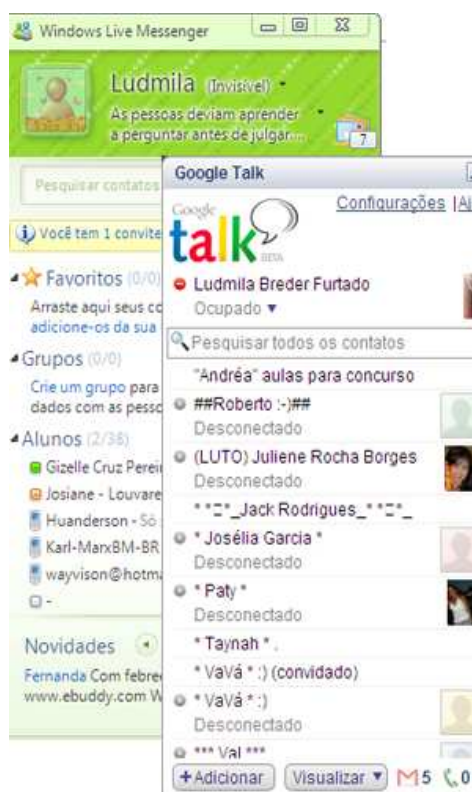 Windows Live Messenger
Ludmila (Invisível)
As pessoas deviam aprender
a perguntar antes de julgar...
7
Pesquisar contatos
Você tem 1 convite
Favoritos (0/0)
Arraste aqui seus co
adicione-os da sua
Grupos (0/0)
Crie um grupo para
dados com as pesso
Alunos (2/38)
Gizelle Cruz Perei
Josiane - Louvare
Huanderson - Só
Karl-MarxBM-BR
wayvison@hotma
-
Novidades
Fernanda Com febre
www.ebuddy.com W
Google Talk
Google
talk
BETA
Configurações | Aj
Ludmila Breder Furtado
Ocupado
Pesquisar todos os contatos
"Andréa" aulas para concurso
##Roberto :-)##
Desconectado
(LUTO) Juliene Rocha Borges
Desconectado
_Jack Rodrigues_
* Josélia Garcia *
Desconectado
* Paty *
Desconectado
* Taynah * .
* VaVá * :) (convidado)
* VaVá * :)
Desconectado
*** Val ***
+Adicionar Visualizar 5 0